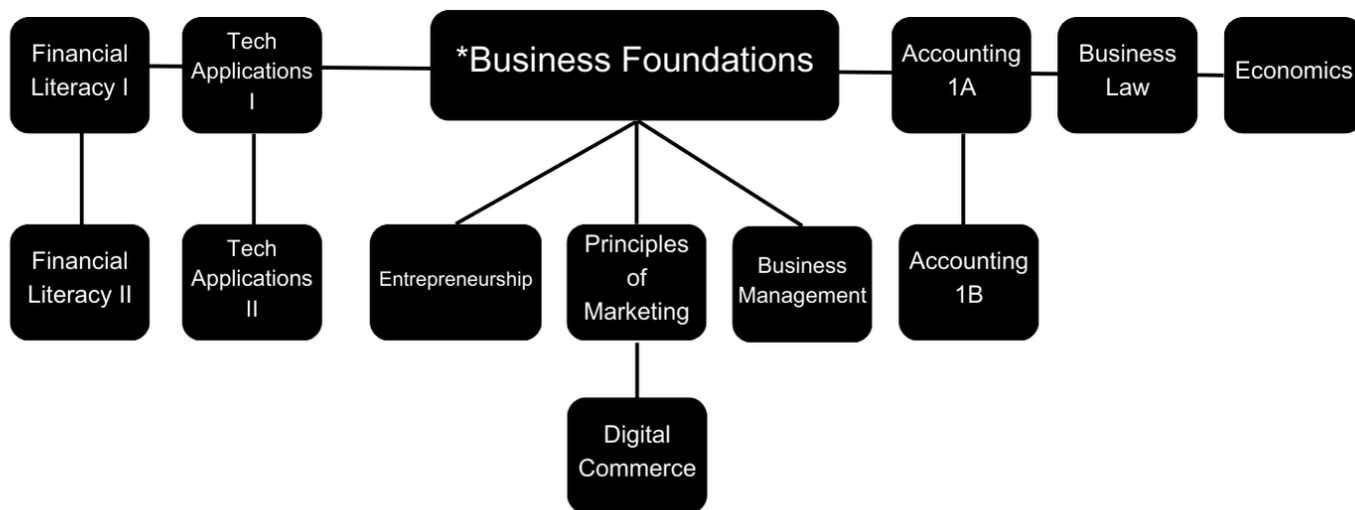 Financial
Literacy I
Tech
Applications
I
*Business Foundations
Accounting
1A
Business
Law
Economics
Financial
Literacy II
Tech
Applications
II
Entrepreneurship
Principles
of
Marketing
Business
Management
Accounting
1B
Digital
Commerce